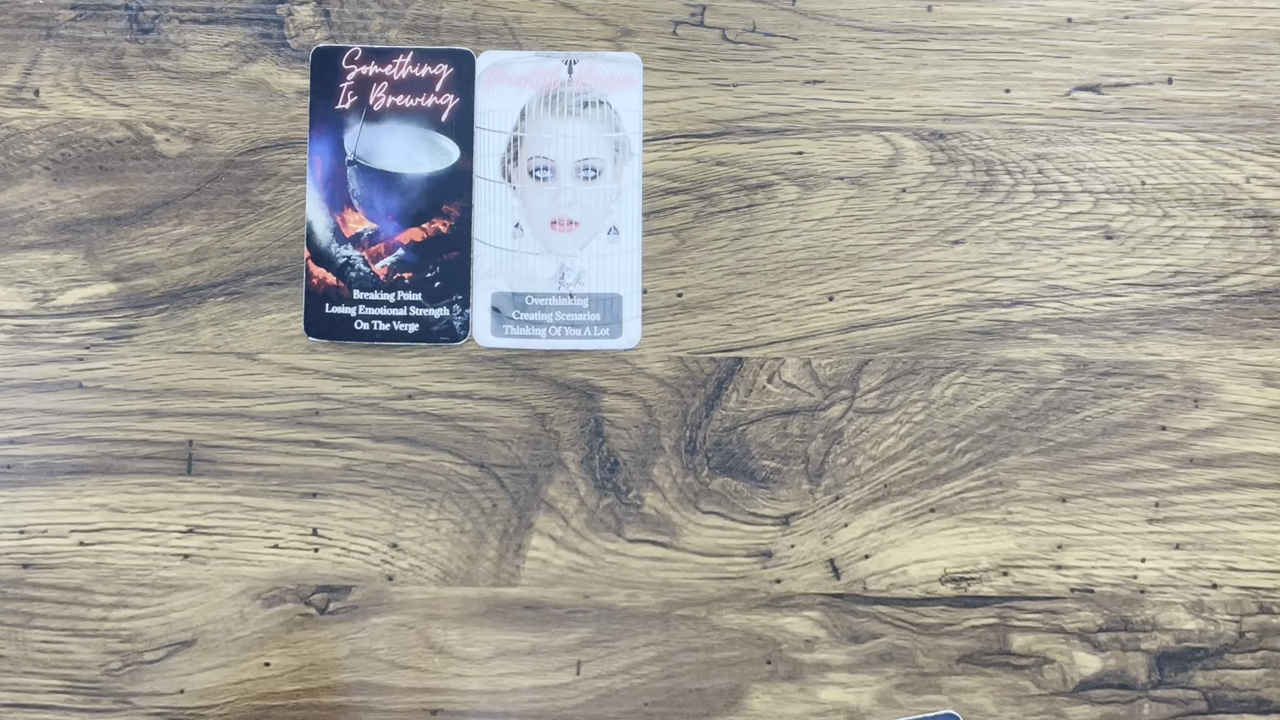 Something
Is Brewing
Breaking Point
Losing Emotional Strength
On The Verge
Overthinking
Creating Scenarios
Thinking Of You A Lot